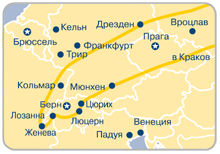 Дрезден
Вроцлав
Кельн
Брюссель
Франкфурт
Прага
Трир
в Краков
Кольмар
Мюнхен
Берн
Цюрих
Лозанна
Люцерн
Женева
Венеция
Падуя